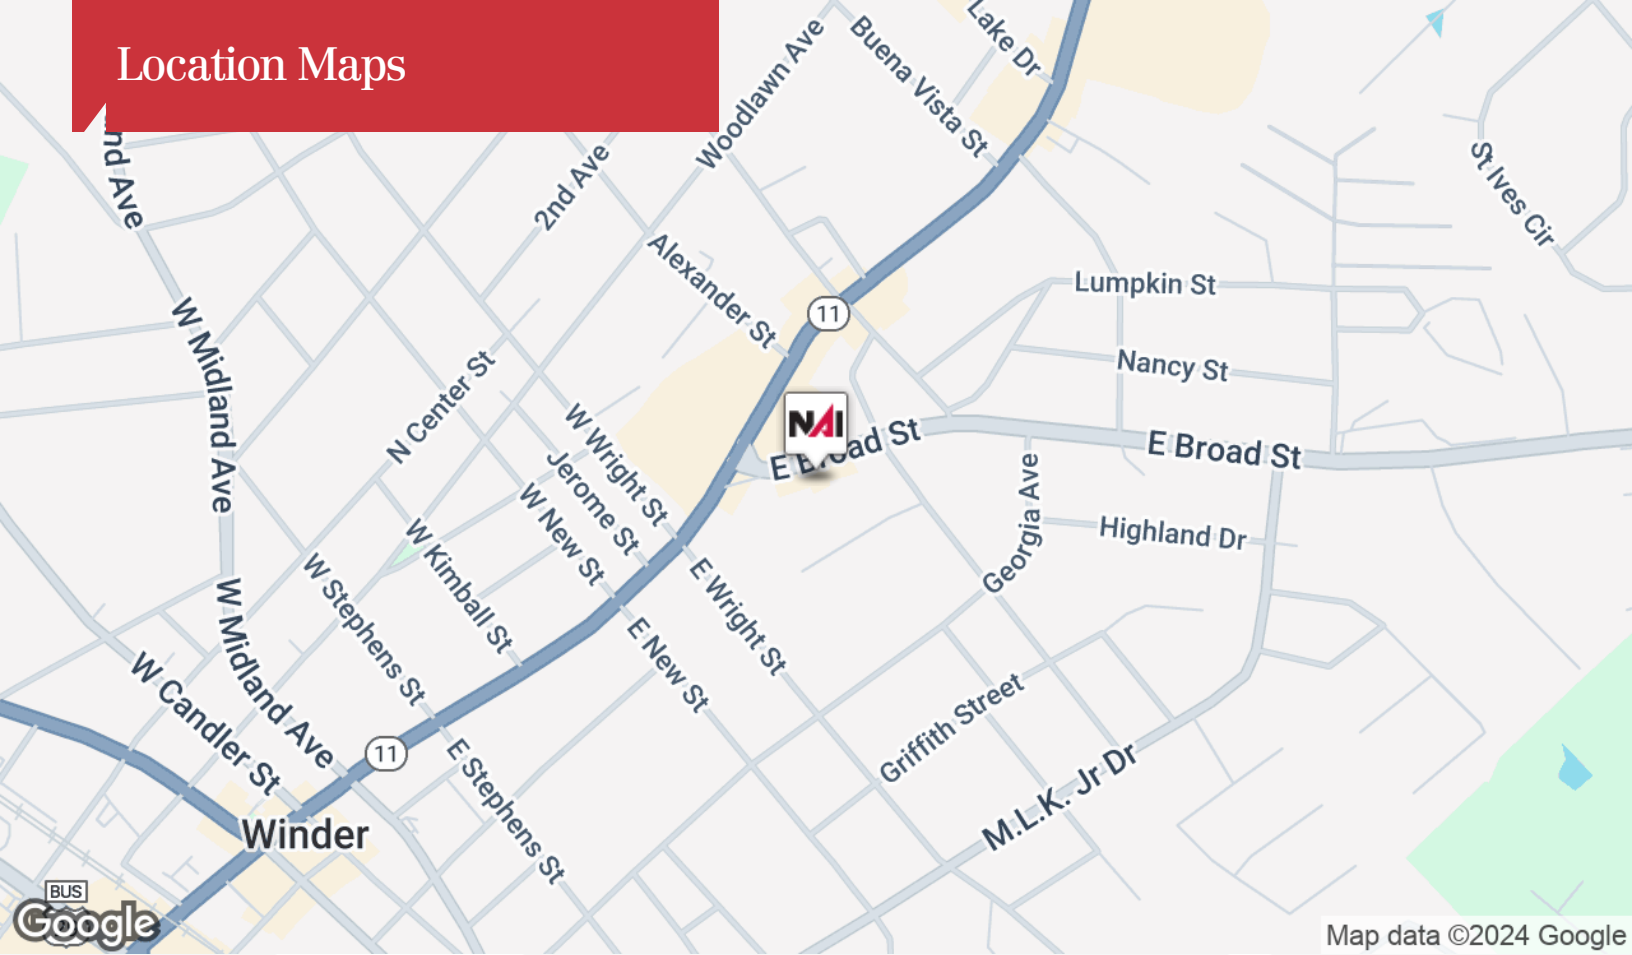 Location Maps
Lake Dr
Buena Vista St
Woodlawn Ave
2nd Ave
nd Ave
St Ives Cir
Alexander St
Lumpkin St
11
W Midland Ave
Nancy St
N Center St
NAI
W Wright St
E Broad St
E Broad St
Jerome St
W New St
Georgia Ave
Highland Dr
W Kimball St
W Stephens St
E Wright St
W Midland Ave
E New St
W Candler St
Griffith Street
11
E Stephens St
M.L.K. Jr Dr
Winder
BUS
Google
Map data ©2024 Google